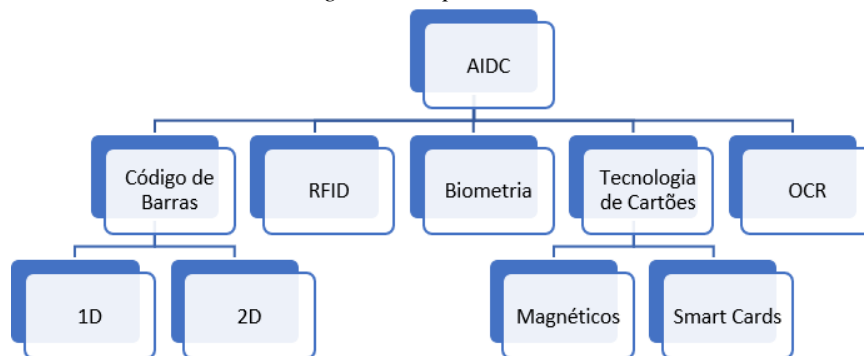 AIDC
Código de
Barras
RFID
Biometria
Tecnologia
de Cartões
OCR
1D
2D
Magnéticos
Smart Cards